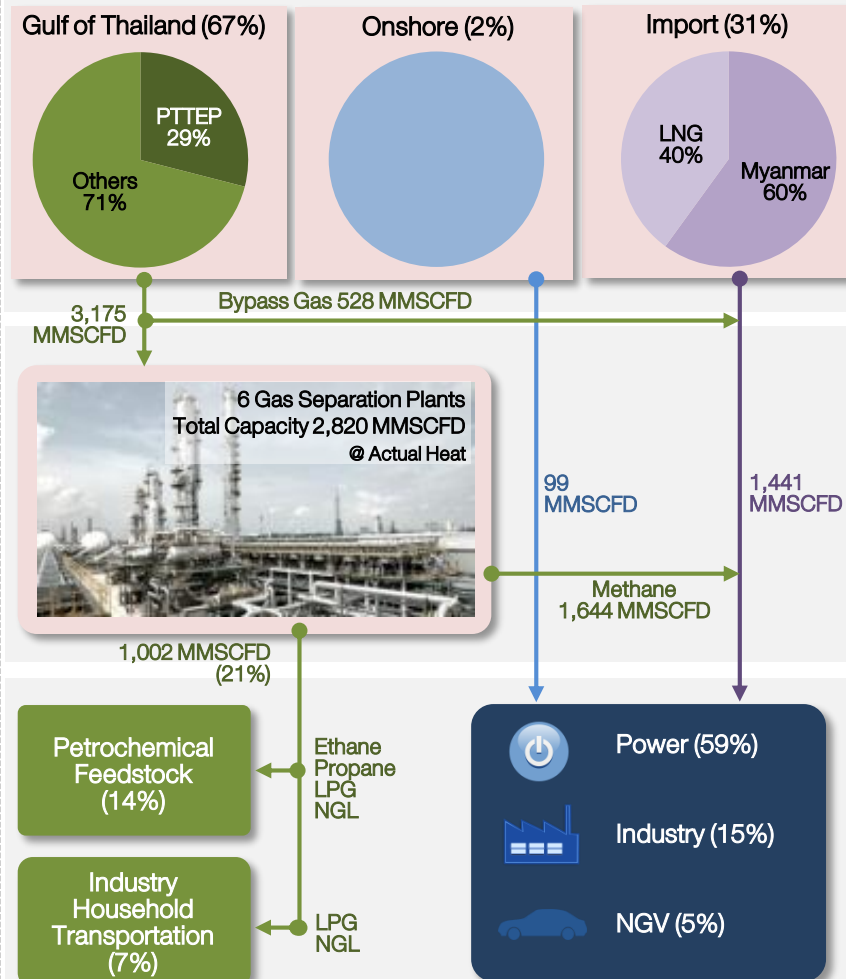 Gulf of Thailand (67%)
PTTEP
29%
Others
71%
Onshore (2%)
Import (31%)
LNG
40%
Myanmar
60%
3,175
MMSCFD
Bypass Gas 528 MMSCFD
6 Gas Separation Plants
Total Capacity 2,820 MMSCFD
@ Actual Heat
99
MMSCFD
1,441
MMSCFD
Methane
1,644 MMSCFD
1,002 MMSCFD
(21%)
Petrochemical
Feedstock
(14%)
Ethane
Propane
LPG
NGL
Industry
Household
Transportation
(7%)
LPG
NGL
Power (59%)
Industry (15%)
NGV (5%)